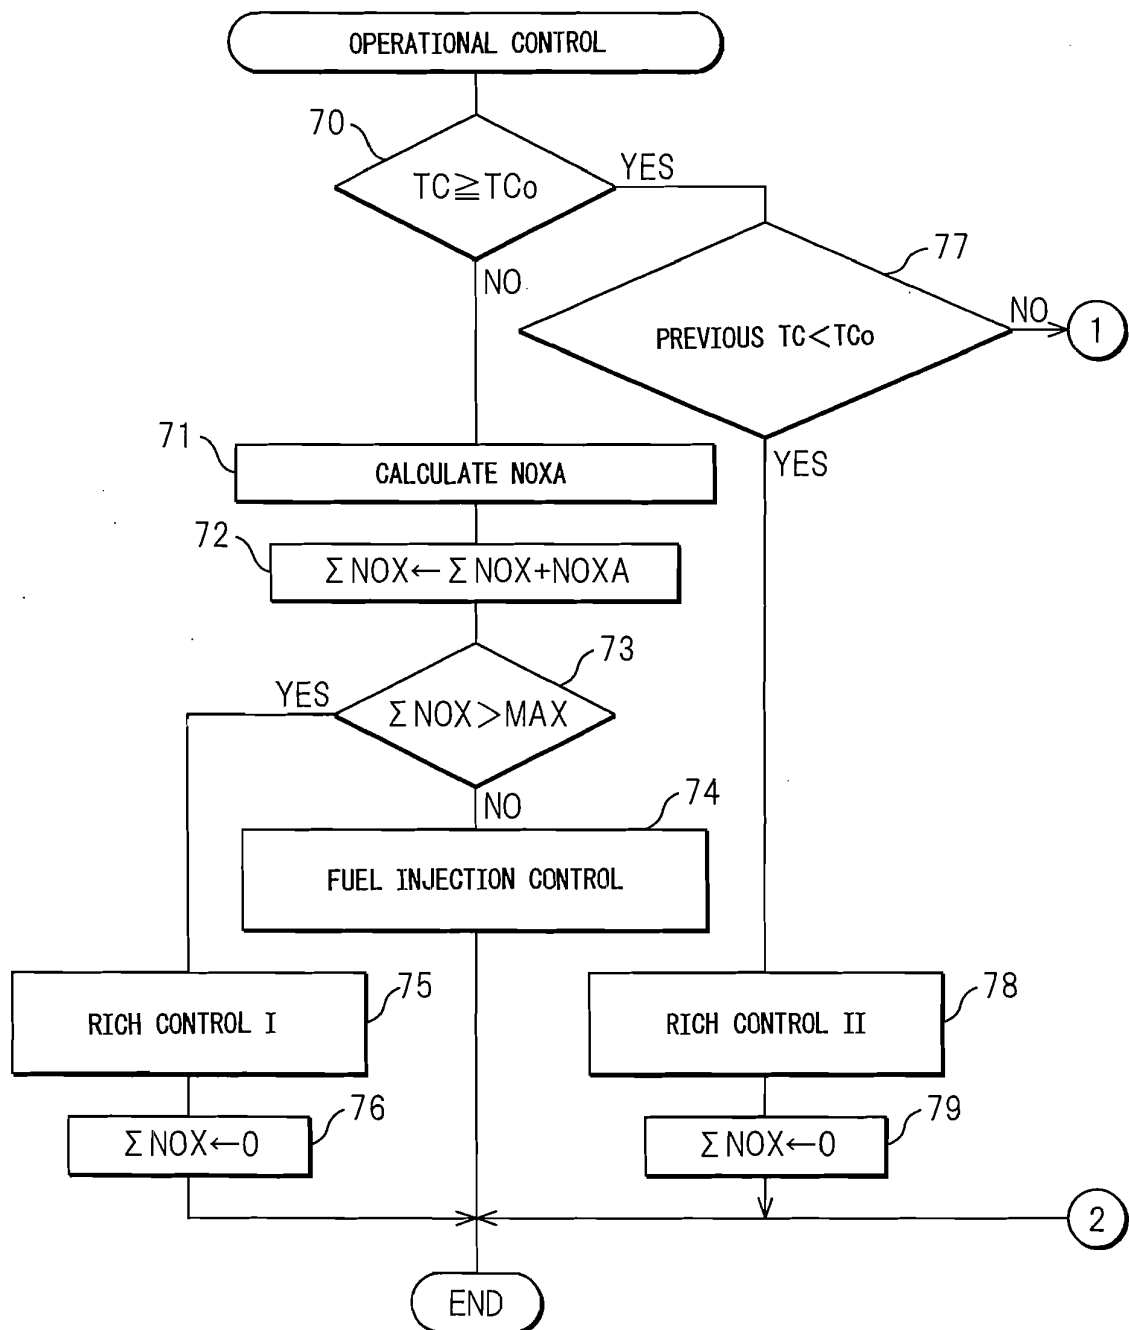 OPERATIONAL CONTROL
70
TC≧TCo
YES
NO
77
PREVIOUS TC<TCo
NO
1
YES
71
CALCULATE NOXA
72
ΣNOX←ΣNOX+NOXA
73
YES
ΣNOX>MAX
NO
74
FUEL INJECTION CONTROL
75
RICH CONTROL I
78
RICH CONTROL II
76
ΣNOX←0
79
ΣNOX←0
2
END